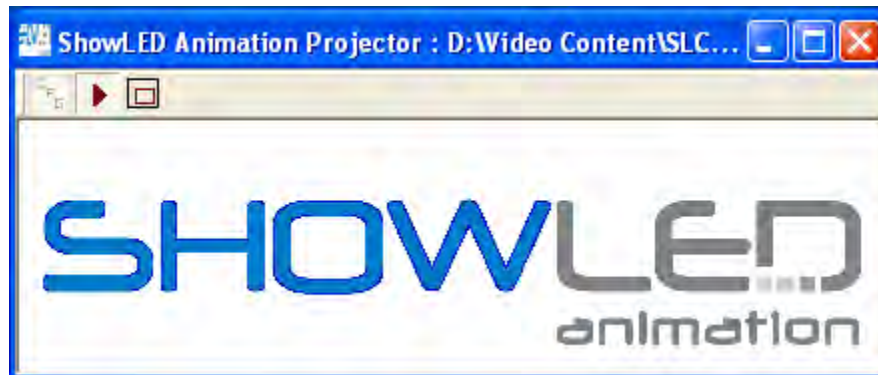 ShowLED Animation Projector : D:\Video Content\SLC...
SHOWLED
animation